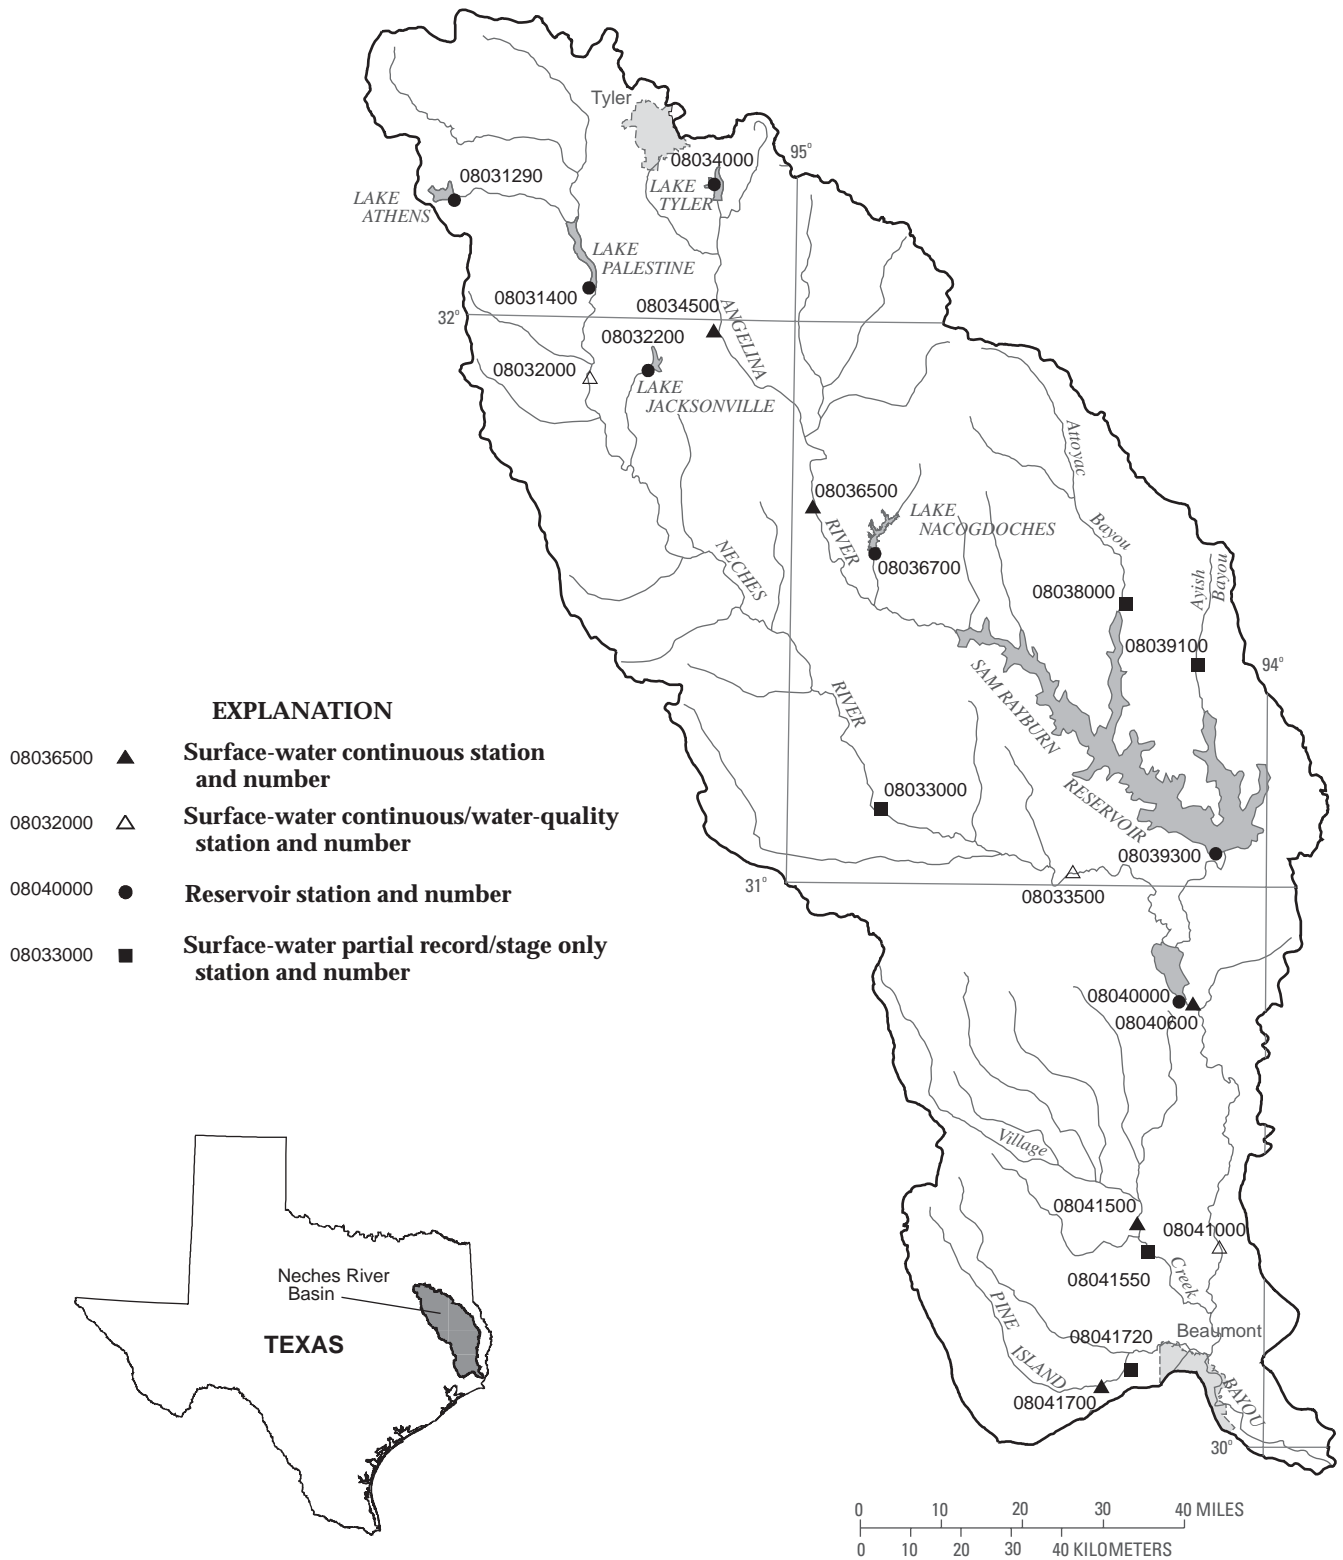 Tyler
08034000
95°
08031290
LAKE
TYLER
LAKE
ATHENS
LAKE
PALESTINE
08031400
08034500
ANGELINA
32°
08032200
08032000
LAKE
JACKSONVILLE
Attoyac
Bayou
08036500
LAKE
NACOGDOCHES
RIVER
08036700
NECHES
08038000
Ayish
Bayou
08039100
94°
SAM RAYBURN
RIVER
EXPLANATION
08036500 Surface-water continuous station
and number
08032000 Surface-water continuous/water-quality
station and number
08040000 Reservoir station and number
08033000 Surface-water partial record/stage only
station and number
08033000
RESERVOIR
08039300
31°
08033500
08040000
08040600
Village
08041500
08041000
08041550
Creek
PINE
ISLAND
08041720
Beaumont
BAYOU
08041700
30°
Neches River
Basin
TEXAS
0 10 20 30 40 MILES
0 10 20 30 40 KILOMETERS